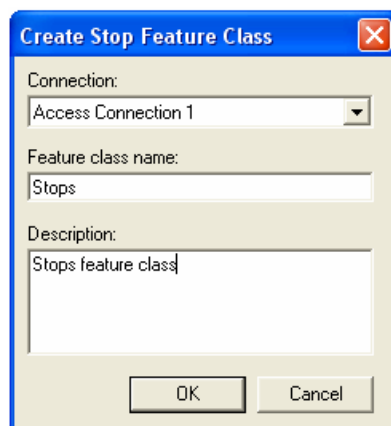 Create Stop Feature Class
Connection:
Access Connection 1
Feature class name:
Stops
Description:
Stops feature class
OK Cancel